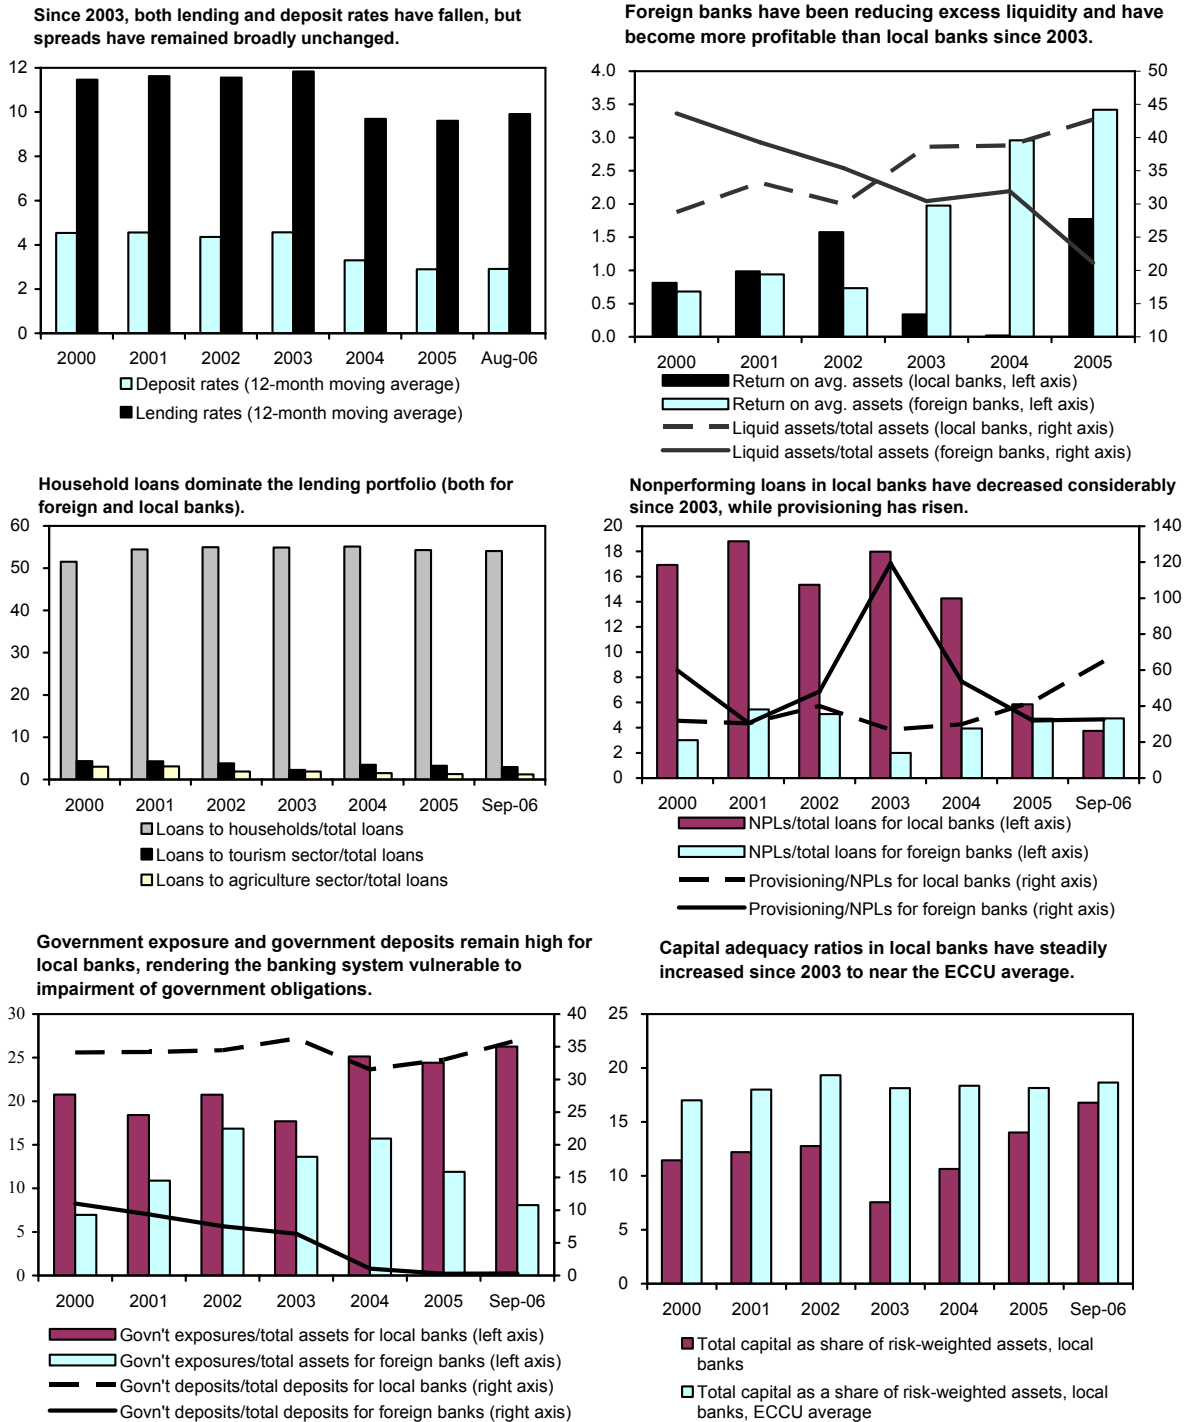 Since 2003, both lending and deposit rates have fallen, but
spreads have remained broadly unchanged.
12
10
8
6
4
2
0
2000 2001 2002 2003 2004 2005 Aug-06
Deposit rates (12-month moving average)
Lending rates (12-month moving average)
Foreign banks have been reducing excess liquidity and have
become more profitable than local banks since 2003.
4.0 50
3.5 45
3.0 40
2.5 35
2.0 30
1.5 25
1.0 20
0.5 15
0.0 10
2000 2001 2002 2003 2004 2005
Return on avg. assets (local banks, left axis)
Return on avg. assets (foreign banks, left axis)
Liquid assets/total assets (local banks, right axis)
Liquid assets/total assets (foreign banks, right axis)
Household loans dominate the lending portfolio (both for
foreign and local banks).
60
50
40
30
20
10
0
2000 2001 2002 2003 2004 2005 Sep-06
Loans to households/total loans
Loans to tourism sector/total loans
Loans to agriculture sector/total loans
Nonperforming loans in local banks have decreased considerably
since 2003, while provisioning has risen.
20 140
18 120
16 100
14 80
12 60
10 40
8 20
6 0
4
2
0
2000 2001 2002 2003 2004 2005 Sep-06
NPLs/total loans for local banks (left axis)
NPLs/total loans for foreign banks (left axis)
Provisioning/NPLs for local banks (right axis)
Provisioning/NPLs for foreign banks (right axis)
Government exposure and government deposits remain high for
local banks, rendering the banking system vulnerable to
impairment of government obligations.
30 40
25 35
20 30
15 25
10 20
5 15
0 10
5
0
2000 2001 2002 2003 2004 2005 Sep-06
Govn't exposures/total assets for local banks (left axis)
Govn't exposures/total assets for foreign banks (left axis)
Govn't deposits/total deposits for local banks (right axis)
Govn't deposits/total deposits for foreign banks (right axis)
Capital adequacy ratios in local banks have steadily
increased since 2003 to near the ECCU average.
25
20
15
10
5
0
2000 2001 2002 2003 2004 2005 Sep-06
Total capital as share of risk-weighted assets, local
banks
Total capital as a share of risk-weighted assets, local
banks, ECCU average